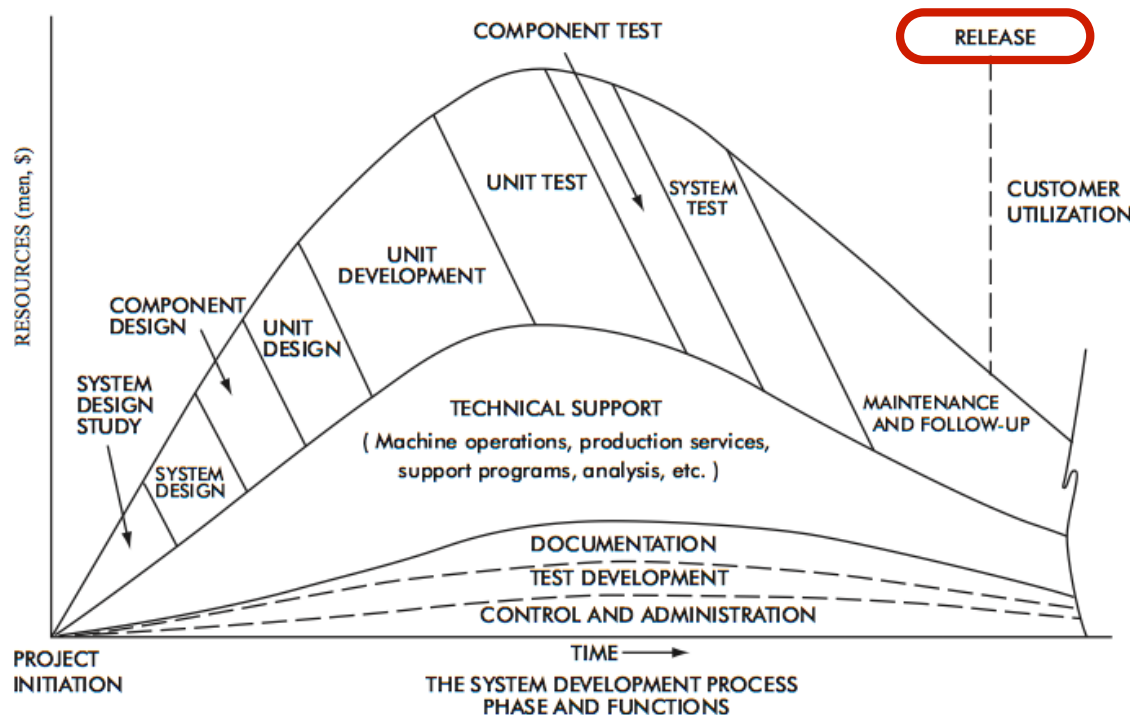 COMPONENT TEST
RELEASE
RESOURCES (men, $)
UNIT TEST
SYSTEM
TEST
CUSTOMER
UTILIZATION
UNIT
DEVELOPMENT
COMPONENT
DESIGN
UNIT
DESIGN
SYSTEM
DESIGN
STUDY
SYSTEM
DESIGN
TECHNICAL SUPPORT
( Machine operations, production services,
support programs, analysis, etc. )
MAINTENANCE
AND FOLLOW-UP
DOCUMENTATION
TEST DEVELOPMENT
CONTROL AND ADMINISTRATION
PROJECT
INITIATION
TIME
THE SYSTEM DEVELOPMENT PROCESS
PHASE AND FUNCTIONS